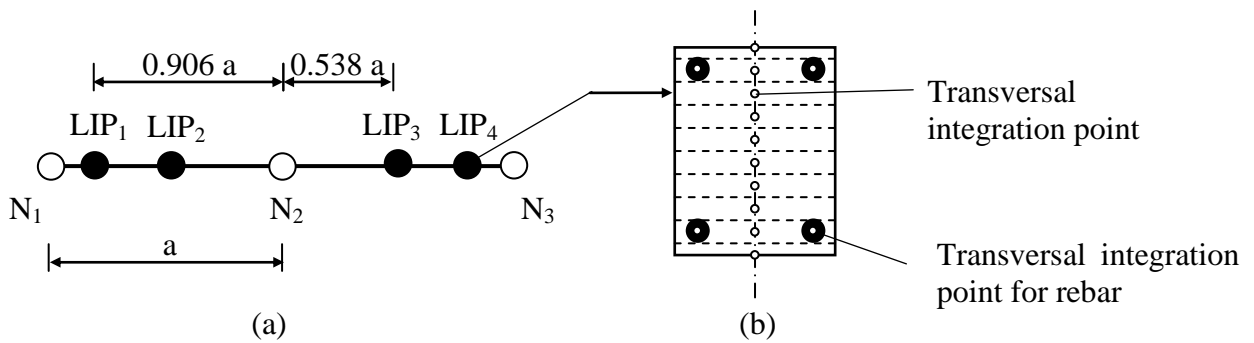 0.906 a
0.538 a
LIP₁
LIP₂
LIP₃
LIP₄
N₁
N₂
N₃
a
(a)
Transversal
integration point
Transversal integration
point for rebar
(b)